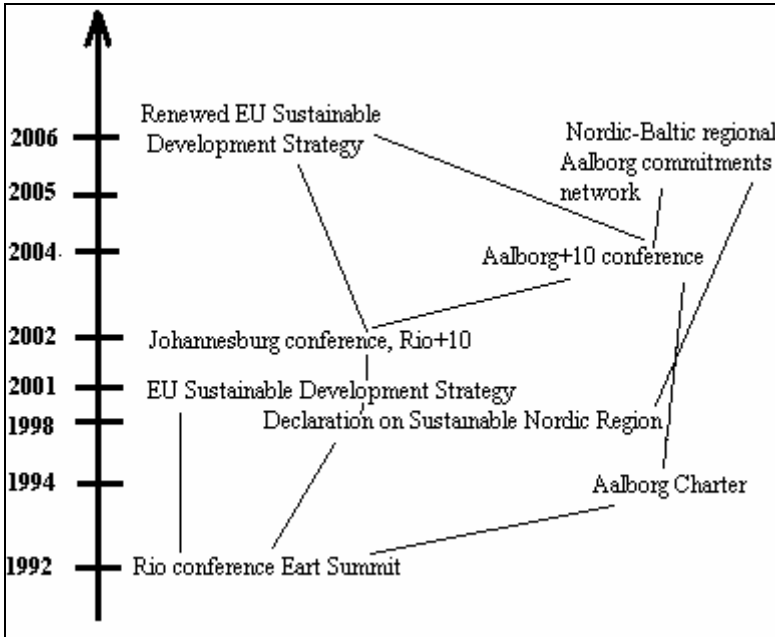 Renewed EU Sustainable
2006
Development Strategy
Nordic-Baltic regional
Aalborg commitments
2005
network
2004
Aalborg+10 conference
2002
Johannesburg conference, Rio+10
2001
EU Sustainable Development Strategy
1998
Declaration on Sustainable Nordic Region
1994
Aalborg Charter
1992
Rio conference Eart Summit